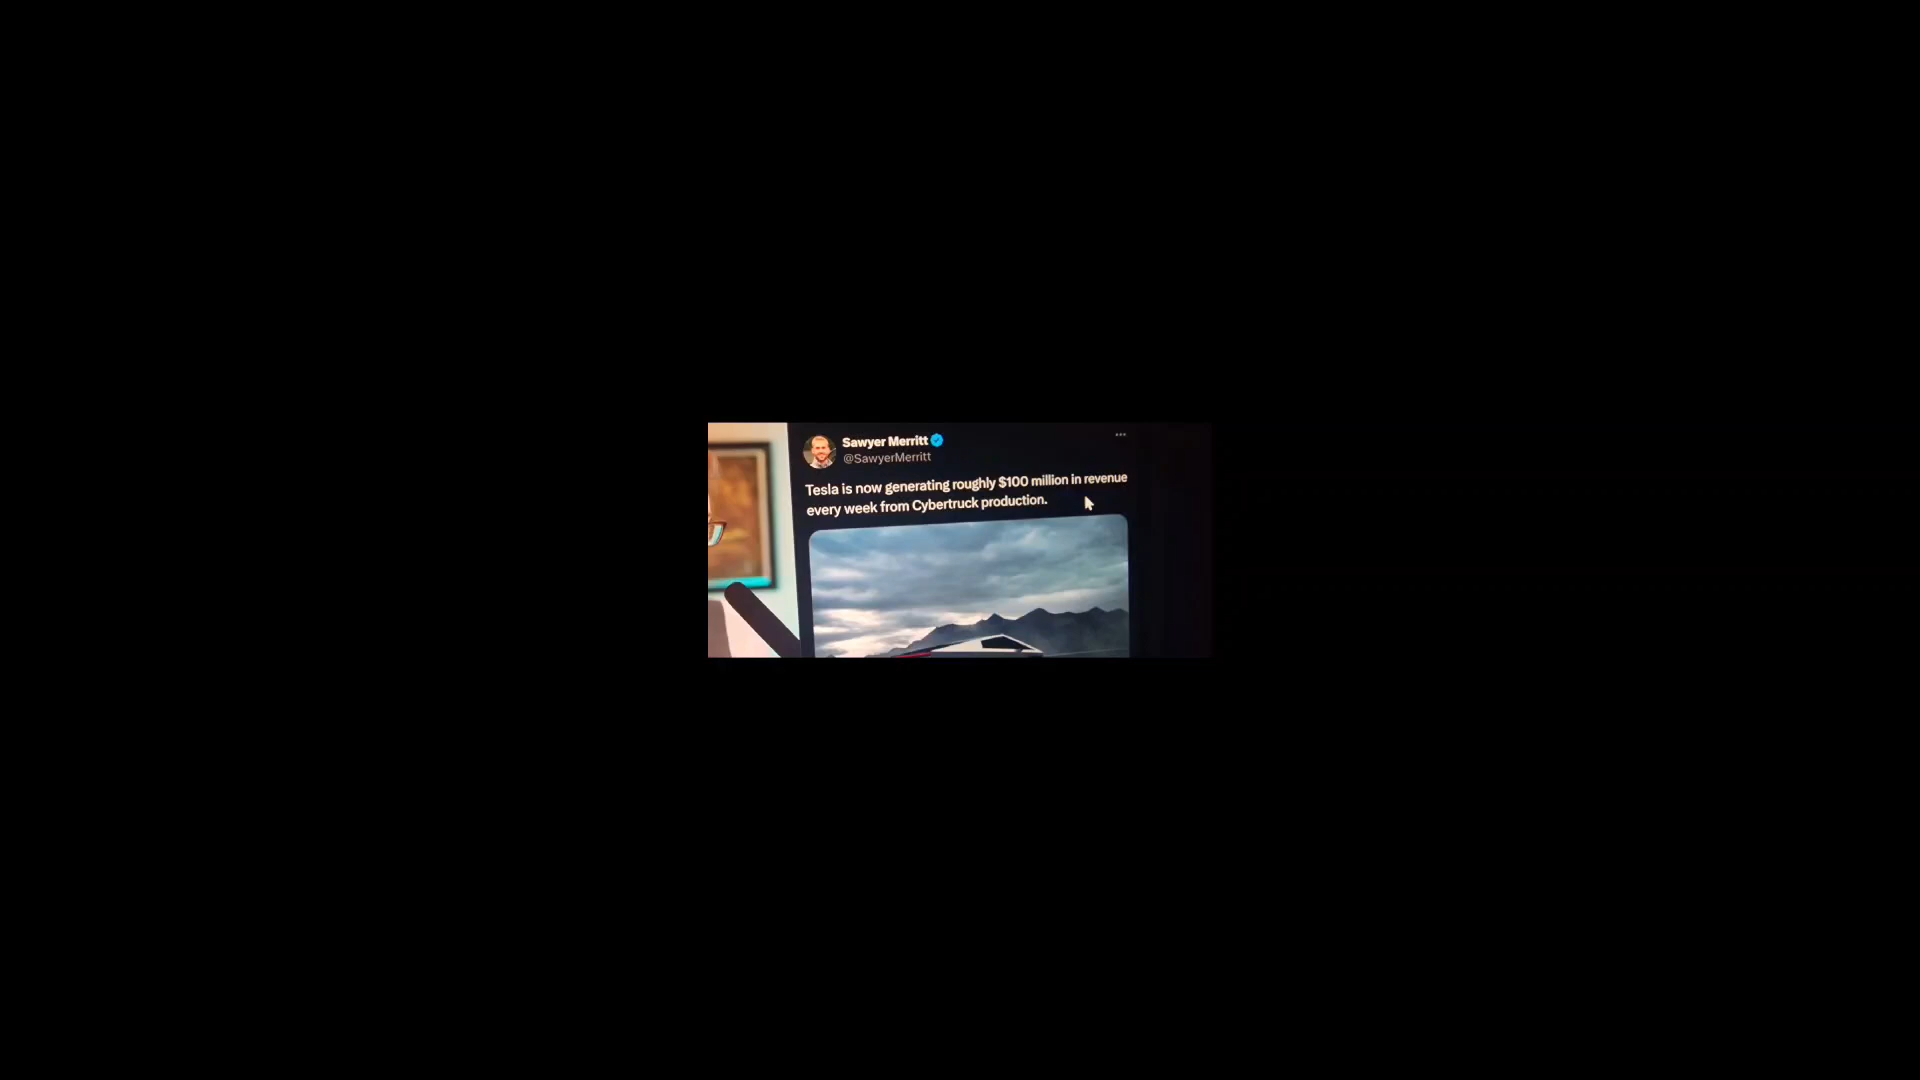 Sawyer Merritt
@SawyerMerritt
Tesla is now generating roughly $100 million in revenue
every week from Cybertruck production.